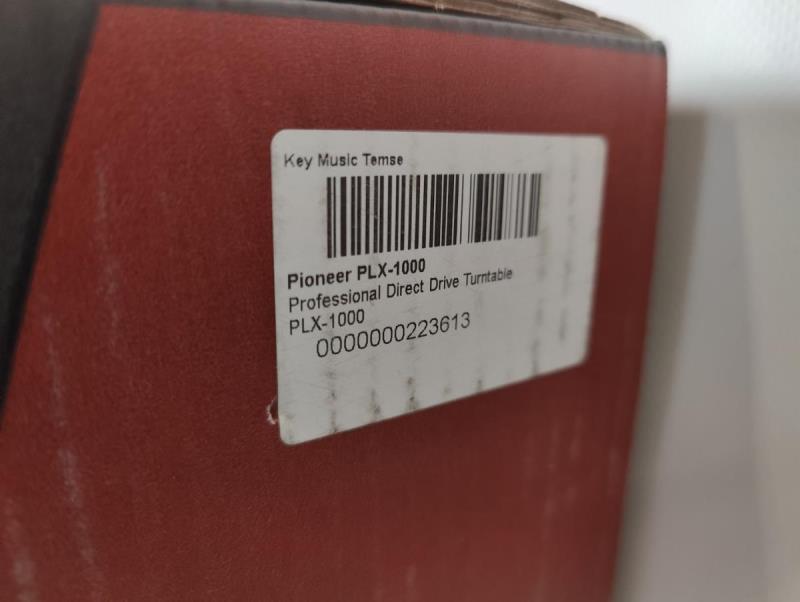 Key Music Temse
Pioneer PLX-1000
Professional Direct Drive Turntable
PLX-1000
0000000223613